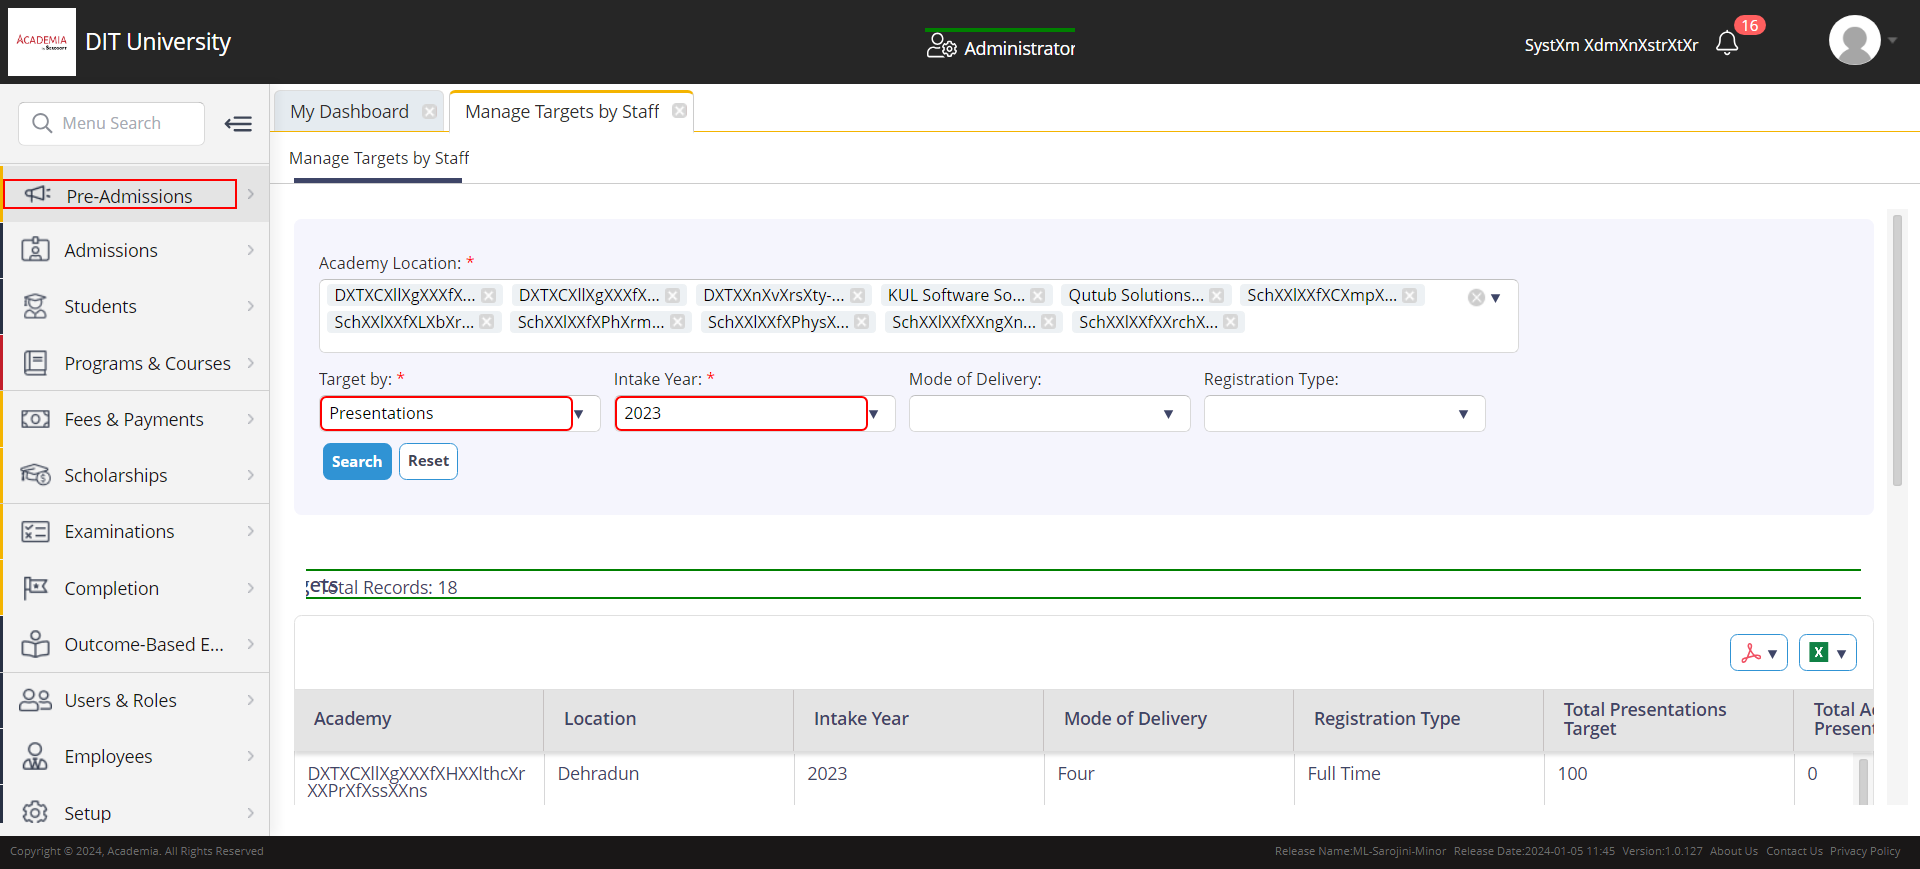 ACADEMIA
DIT University
Administrator
SystXm XdmXnXstrXtXr
16
Menu Search
My Dashboard
Manage Targets by Staff
Manage Targets by Staff
Pre-Admissions
Admissions
Students
Programs & Courses
Fees & Payments
Scholarships
Examinations
Completion
Outcome-Based E...
Users & Roles
Employees
Setup
Academy Location: *
DXTXCXllXgXXXfX... DXTXCXllXgXXXfX... DXTXXnXvXrsXty-... KUL Software So... Qutub Solutions... SchXXlXXfXCXmpX...
SchXXlXXfXLXbXr... SchXXlXXfXPhXrm... SchXXlXXfXPhysX... SchXXlXXfXXngXn... SchXXlXXfXXrchX...
Target by: * Intake Year: * Mode of Delivery: Registration Type:
Presentations 2023
Search Reset
gets Total Records: 18
Academy Location Intake Year Mode of Delivery Registration Type Total Presentations Target Total Ac Present
DXTXCXllXgXXXfXHXXlthcXr Dehradun 2023 Four Full Time 100 0
XXPrXfXssXXns
Copyright © 2024, Academia. All Rights Reserved
Release Name:ML-Sarojini-Minor Release Date:2024-01-05 11:45 Version:1.0.127 About Us Contact Us Privacy Policy